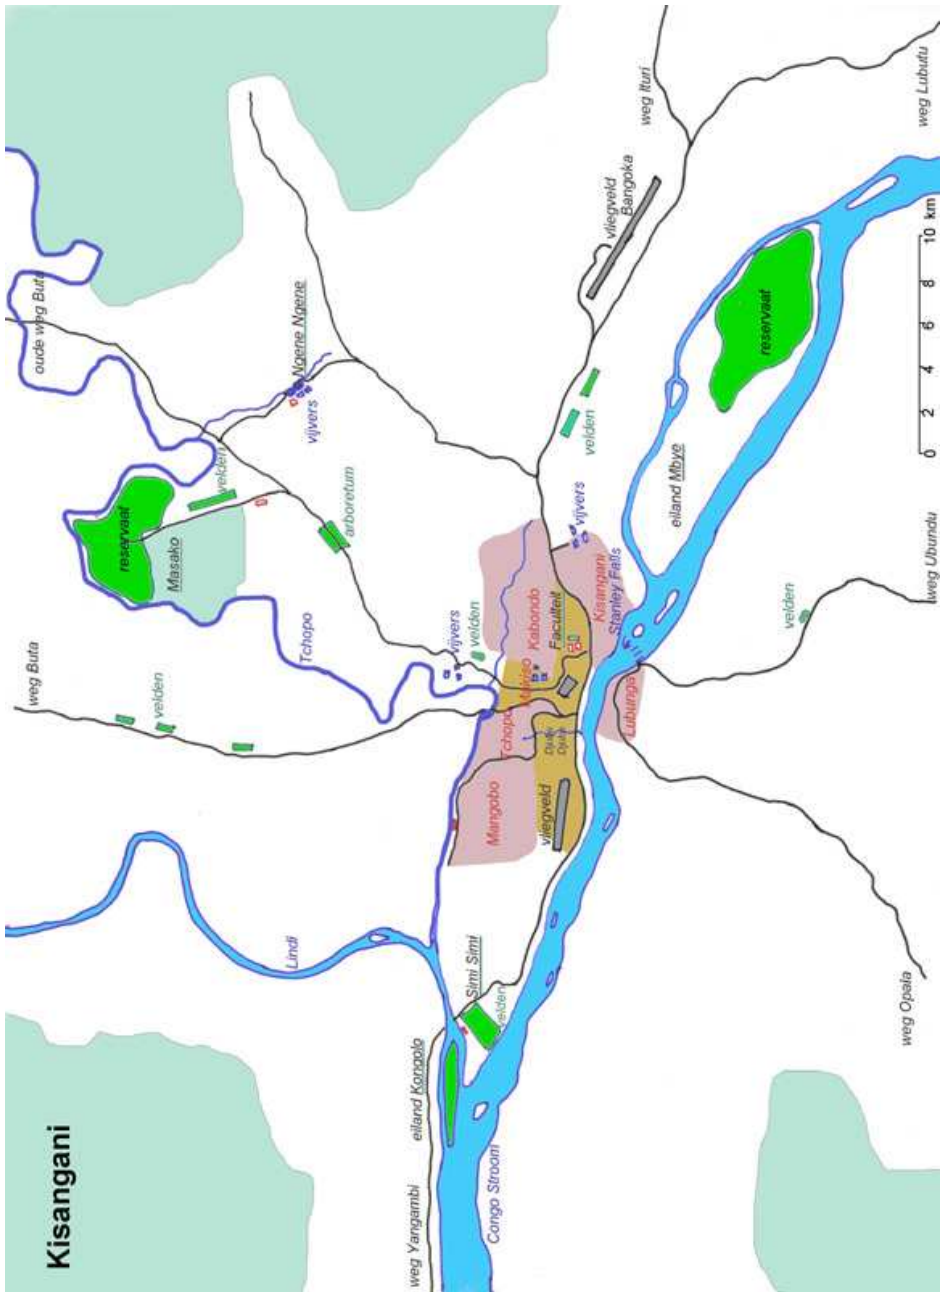 Kisangani
weg Yangambi
eiland Kongolo
Congo Stroom
Simi Simi
velden
Lindi
weg Opala
weg Buta
velden
Tchopo
Mangobo
Tchopo
vliegveld
Makiso
Kabondo
Faculteit
Kisangani
Stanley Falls
Lubunga
vijvers
velden
vijvers
reservaat
Masako
velden
arboretum
oude weg Buta
Ngene Ngene
vijvers
velden
eiland Mbye
reservaat
velden
weg Ubundu
vliegveld
Bangoka
weg Ituri
weg Lubutu
0 2 4 6 8 10 km